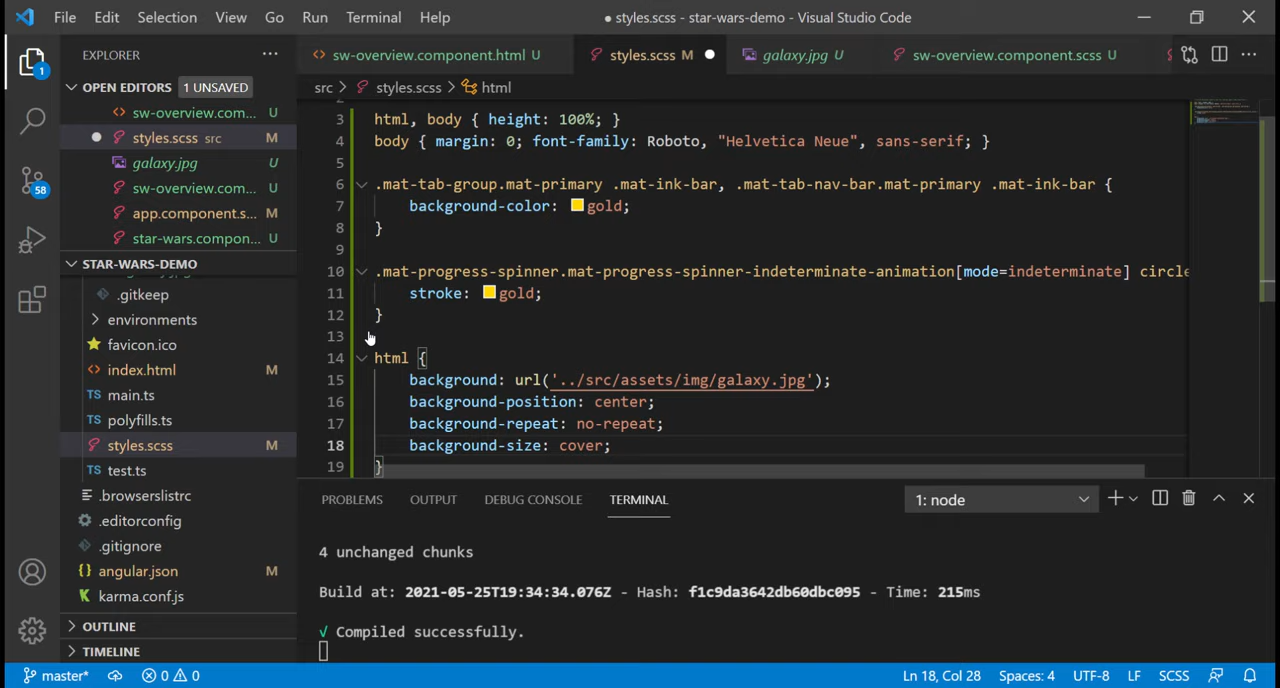 File Edit Selection View Go Run Terminal Help ● styles.scss - star-wars-demo - Visual Studio Code
EXPLORER
sw-overview.component.html U styles.scss M galaxy.jpg U sw-overview.component.scss U
OPEN EDITORS 1 UNSAVED
src > styles.scss > html
sw-overview.com... U
styles.scss src M
galaxy.jpg U
sw-overview.com... U
app.component.s... M
star-wars.compon... U
STAR-WARS-DEMO
.gitkeep
environments
favicon.ico
index.html M
main.ts
polyfills.ts
styles.scss M
test.ts
.browserslistrc
.editorconfig
.gitignore
angular.json M
karma.conf.js
OUTLINE
TIMELINE
1
58
3 html, body { height: 100%; }
4 body { margin: 0; font-family: Roboto, "Helvetica Neue", sans-serif; }
5
6 .mat-tab-group.mat-primary .mat-ink-bar, .mat-tab-nav-bar.mat-primary .mat-ink-bar {
7 background-color: gold;
8 }
9
10 .mat-progress-spinner.mat-progress-spinner-indeterminate-animation[mode=indeterminate] circle
11 stroke: gold;
12 }
13
14 html {
15 background: url('../src/assets/img/galaxy.jpg');
16 background-position: center;
17 background-repeat: no-repeat;
18 background-size: cover;
19 }
PROBLEMS OUTPUT DEBUG CONSOLE TERMINAL 1: node
4 unchanged chunks
Build at: 2021-05-25T19:34:34.076Z - Hash: f1c9da3642db60dbc095 - Time: 215ms
√ Compiled successfully.
master* 0 0 Ln 18, Col 28 Spaces: 4 UTF-8 LF SCSS